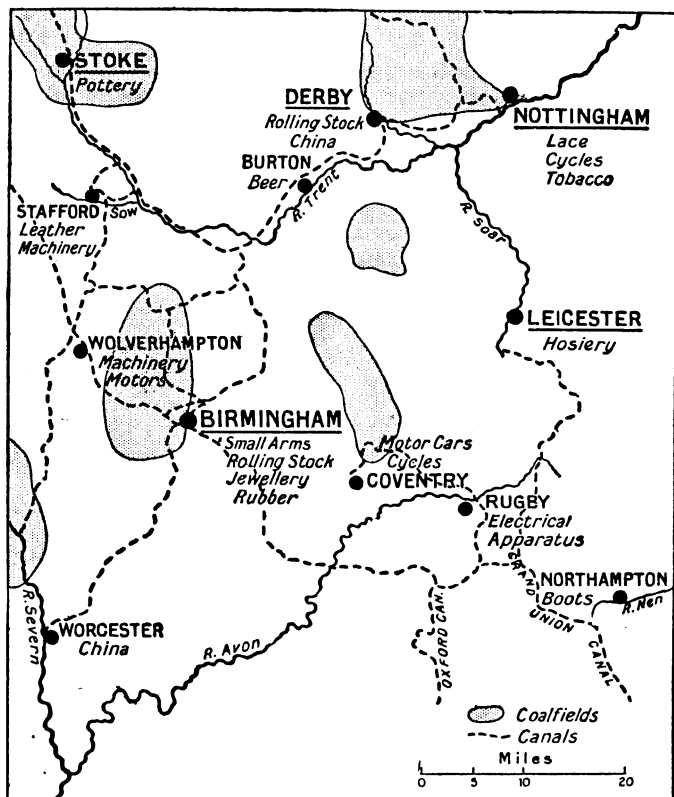 STOKE
Pottery
DERBY
Rolling Stock
China
NOTTINGHAM
Lace
Cycles
Tobacco
BURTON
Beer
R. Trent
STAFFORD
Sow
Leather
Machinery
R. Soar
LEICESTER
Hosiery
WOLVERHAMPTON
Machinery
Motors
BIRMINGHAM
Small Arms
Rolling Stock
Jewellery
Rubber
Motor Cars
Cycles
COVENTRY
RUGBY
Electrical
Apparatus
NORTHAMPTON
Boots
R. Nen
GRAND
UNION
CANAL
OXFORD CAN.
R. Severn
WORCESTER
China
R. Avon
Coalfields
Canals
Miles
0 5 10 20